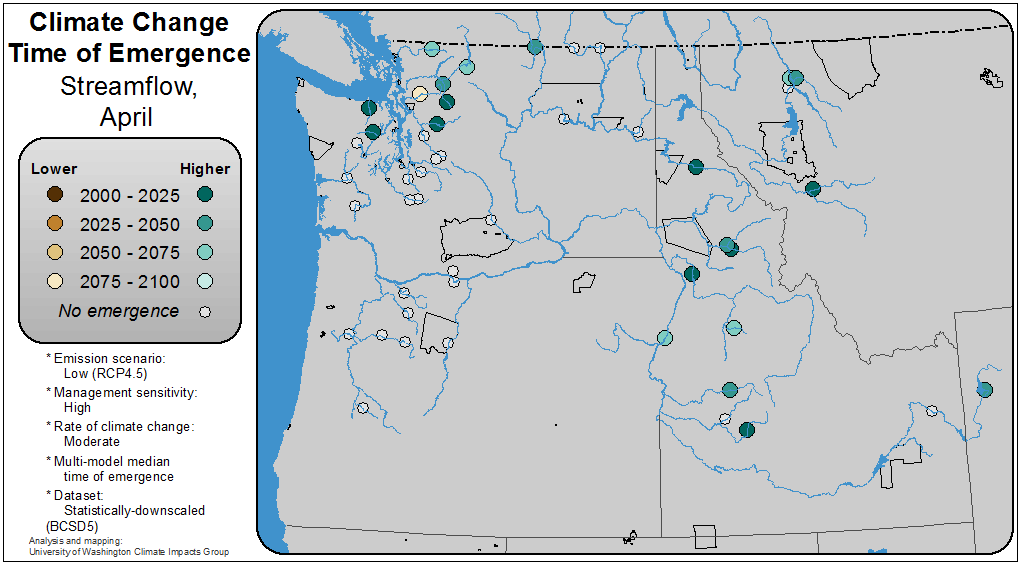 Climate Change
Time of Emergence
Streamflow,
April
Lower Higher
2000 - 2025
2025 - 2050
2050 - 2075
2075 - 2100
No emergence
* Emission scenario:
Low (RCP4.5)
* Management sensitivity:
High
* Rate of climate change:
Moderate
* Multi-model median
time of emergence
* Dataset:
Statistically-downscaled
(BCSD5)
Analysis and mapping:
University of Washington Climate Impacts Group